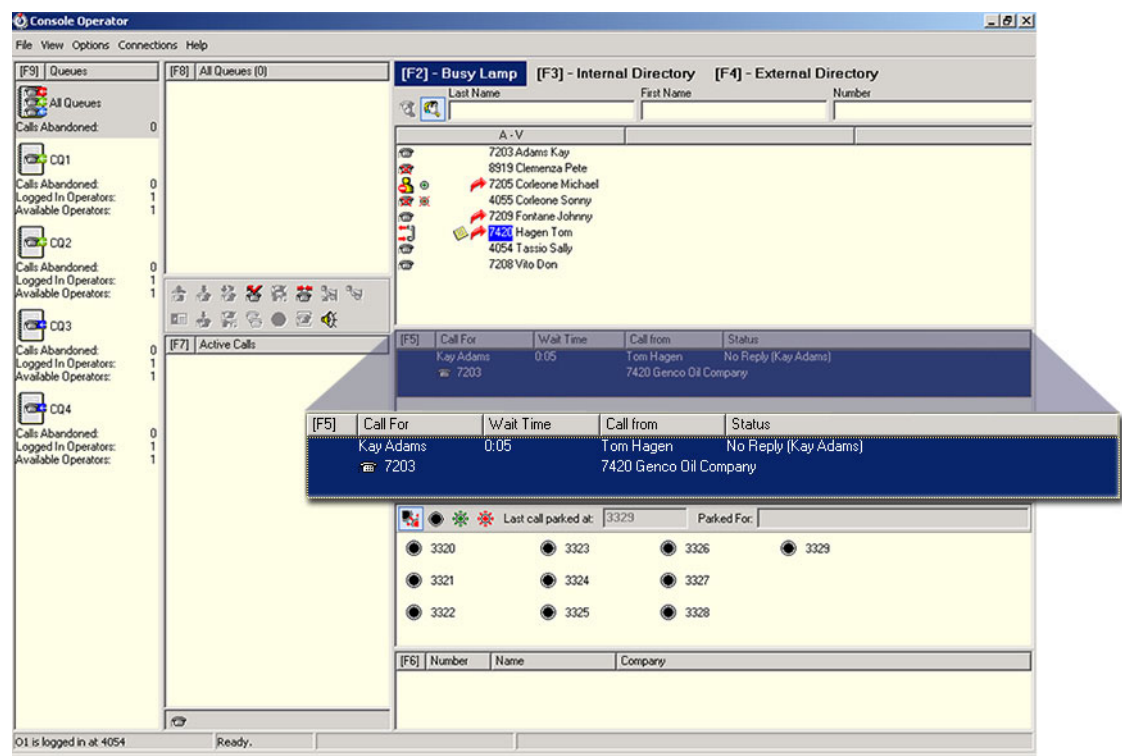 Console Operator
File View Options Connections Help
[F9] Queues
All Queues
Calls Abandoned: 0
CQ1
Calls Abandoned: 0
Logged In Operators: 1
Available Operators: 1
CQ2
Calls Abandoned: 0
Logged In Operators: 1
Available Operators: 1
CQ3
Calls Abandoned: 0
Logged In Operators: 1
Available Operators: 1
CQ4
Calls Abandoned: 0
Logged In Operators: 1
Available Operators: 1
[F8] All Queues (0)
[F7] Active Calls
[F2] - Busy Lamp [F3] - Internal Directory [F4] - External Directory
Last Name First Name Number
A - V
7203 Adams Kay
8919 Clemenza Pete
7205 Corleone Michael
4055 Corleone Sonny
7209 Fontane Johnny
7420 Hagen Tom
4054 Tassio Sally
7208 Vito Don
[F5] Call For Wait Time Call from Status
Kay Adams 0:05 Tom Hagen No Reply (Kay Adams)
7203 7420 Genco Oil Company
[F5] Call For Wait Time Call from Status
Kay Adams 0:05 Tom Hagen No Reply (Kay Adams)
7203 7420 Genco Oil Company
Last call parked at: 3329 Parked For:
3320 3323 3326 3329
3321 3324 3327
3322 3325 3328
[F6] Number Name Company
O1 is logged in at 4054 Ready.